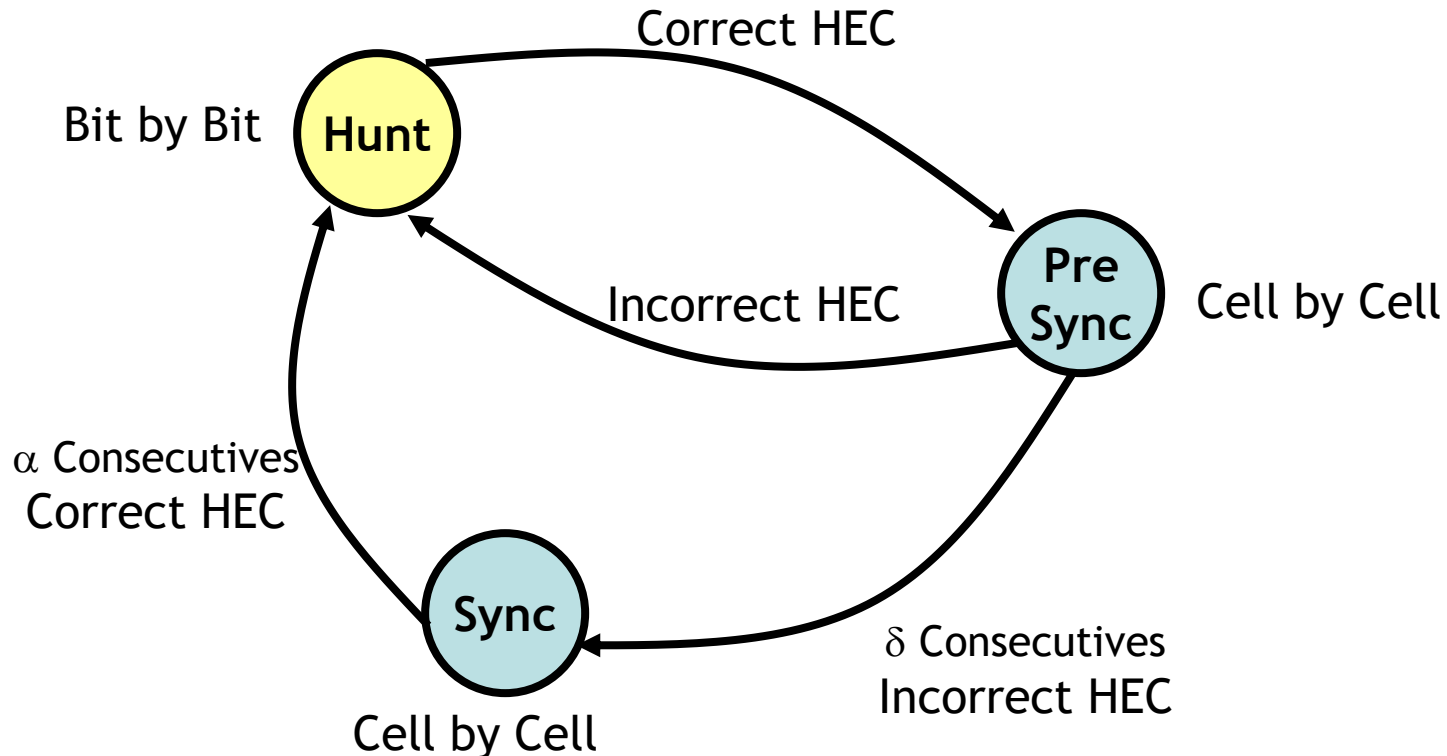 Correct HEC
Bit by Bit
Hunt
Pre
Sync
Cell by Cell
Incorrect HEC
α Consecutives
Correct HEC
Sync
Cell by Cell
δ Consecutives
Incorrect HEC